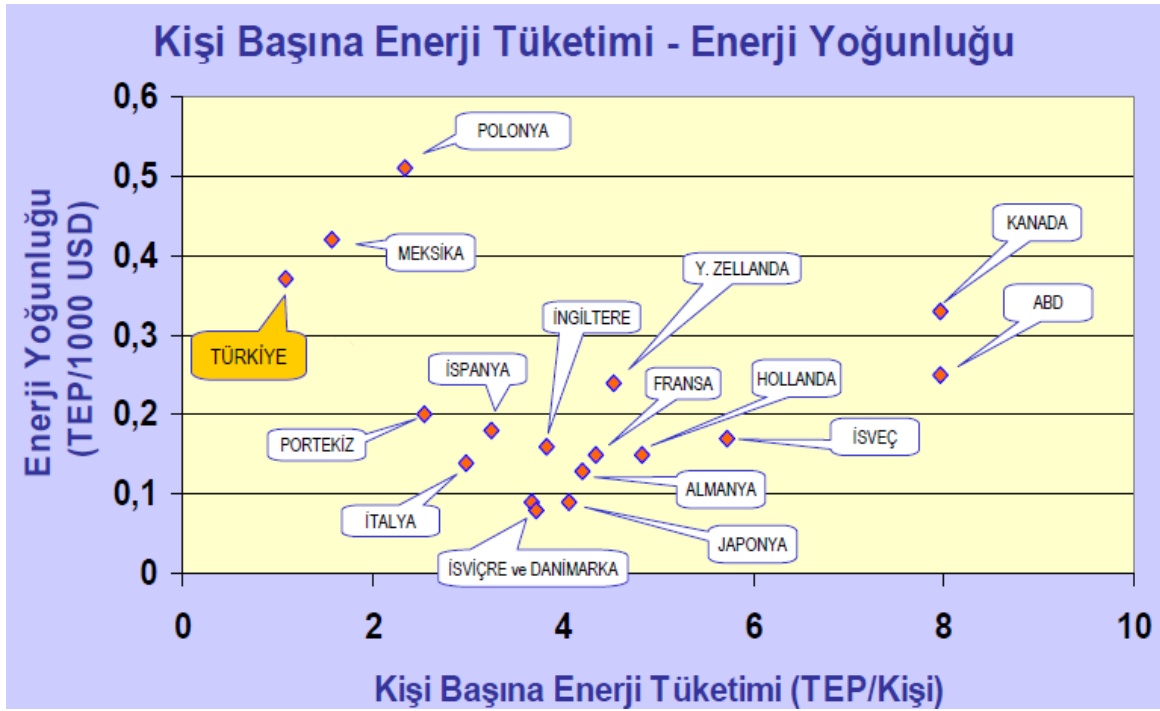 Kişi Başına Enerji Tüketimi - Enerji Yoğunluğu
Enerji Yoğunluğu
(TEP/1000 USD)
0,6
0,5
0,4
0,3
0,2
0,1
0
POLONYA
MEKSİKA
TÜRKİYE
KANADA
Y. ZELLANDA
ABD
İNGİLTERE
İSPANYA
FRANSA
HOLLANDA
PORTEKİZ
İSVEÇ
ALMANYA
İTALYA
JAPONYA
İSVİÇRE ve DANİMARKA
0
2
4
6
8
10
Kişi Başına Enerji Tüketimi (TEP/Kişi)